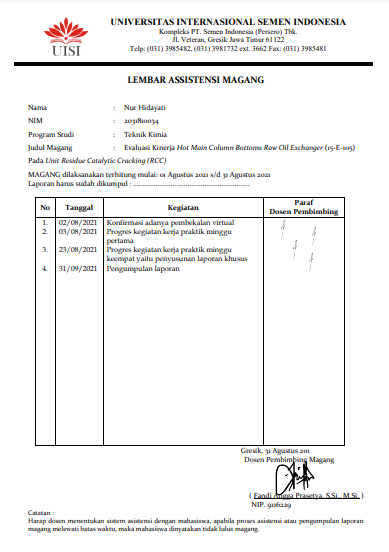 UNIVERSITAS INTERNASIONAL SEMEN INDONESIA
Kompleks PT. Semen Indonesia (Persero) Tbk.
Jl. Veteran, Gresik Jawa Timur 61122
Telp: (031) 3985482, (031) 3981732 ext. 3662 Fax: (031) 3985481
UISI
LEMBAR ASSISTENSI MAGANG
Nama : Nur Hidayati
NIM : 2031810034
Program Studi : Teknik Kimia
Judul Magang : Evaluasi Kinerja Hot Main Column Bottoms Raw Oil Exchanger (15-E-105)
Pada Unit Residue Catalytic Cracking (RCC)
MAGANG dilaksanakan terhitung mulai: 01 Agustus 2021 s/d 31 Agustus 2021
Laporan harus sudah dikumpul : ............................................................
No Tanggal Kegiatan Paraf Dosen Pembimbing
1. 02/08/2021 Konfirmasi adanya pembekalan virtual
2. 03/08/2021 Progres kegiatan kerja praktik minggu
pertama
3. 23/08/2021 Progres kegiatan kerja praktik minggu
keempat yaitu penyusunan laporan khusus
4. 31/09/2021 Pengumpulan laporan
Gresik, 31 Agustus 201
Dosen Pembimbing Magang
( Fandi Angga Prasetya, S.Si., M.Si. )
NIP. 9116229
Catatan :
Harap dosen menentukan sistem asistensi dengan mahasiswa, apabila proses asistensi atau pengumpulan laporan
magang melewati batas waktu, maka mahasiswa dinyatakan tidak lulus magang.